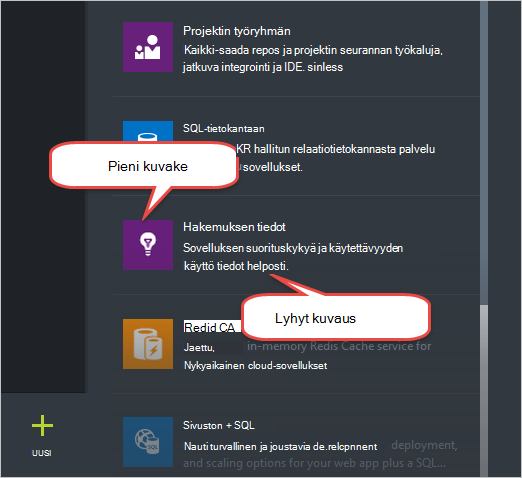 Projektin työryhmän
Kaikki-saada repos ja projektin seurannan työkaluja,
jatkuva integrointi ja IDE. sinless
SQL-tietokantaan
KR hallitun relaatiotietokannasta palvelu
sovellukset.
Pieni kuvake
Hakemuksen tiedot
Sovelluksen suorituskykyä ja käytettävyyden
käyttö tiedot helposti.
Lyhyt kuvaus
Redid CA
Jaettu, in-memory Redis Cache service for
Nykyaikainen cloud-sovellukset
Sivuston + SQL
Nauti turvallinen ja joustavia de.relcpnnent deployment,
and scaling options for your web app plus a SQL...
UUSI